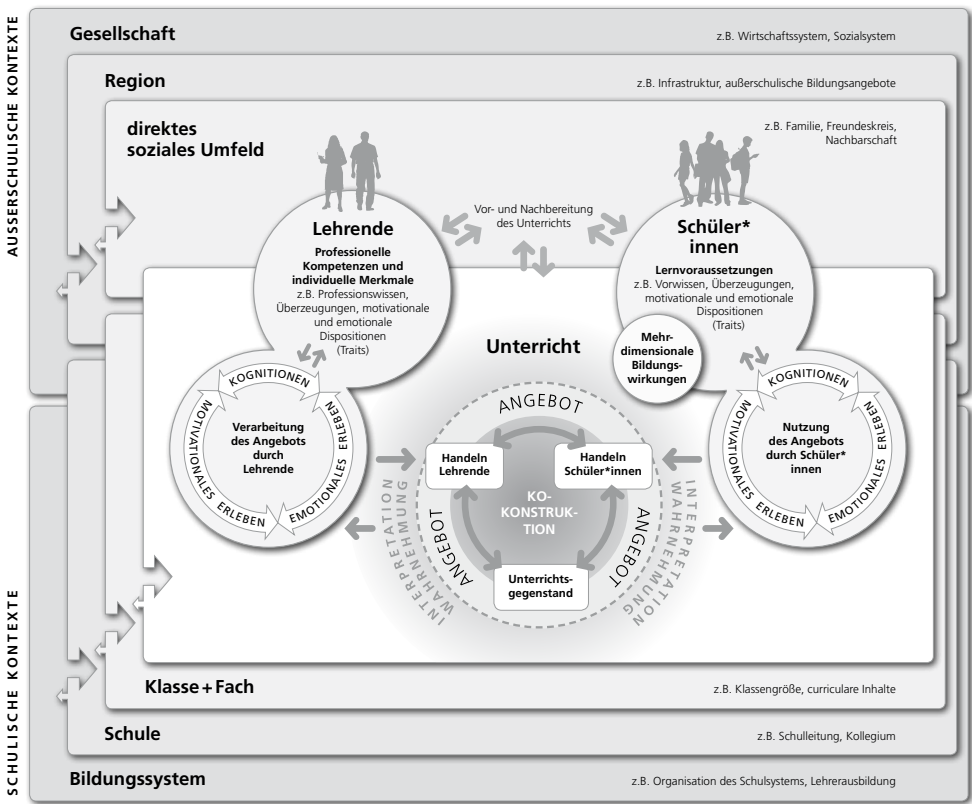 AUSSERSCHULISCHE KONTEXTE
Gesellschaft
z.B. Wirtschaftssystem, Sozialsystem
Region
z.B. Infrastruktur, außerschulische Bildungsangebote
direktes
soziales Umfeld
z.B. Familie, Freundeskreis,
Nachbarschaft
Lehrende
Professionelle
Kompetenzen und
individuelle Merkmale
z.B. Professionswissen,
Überzeugungen, motivationale
und emotionale
Dispositionen
(Traits)
Vor- und Nachbereitung
des Unterrichts
Schüler*
innen
Lernvoraussetzungen
z.B. Vorwissen, Überzeugungen,
motivationale und emotionale
Dispositionen
(Traits)
Mehr-
dimensionale
Bildungs-
wirkungen
Unterricht
KOGNITIONEN
EMOTIONALES ERLEBEN
MOTIVATIONALES ERLEBEN
Verarbeitung
des Angebots
durch
Lehrende
INTERPRETATION
WAHRNEHMUNG
ANGEBOT
Handeln
Lehrende
Handeln
Schüler*innen
KO-
KONSTRUK-
TION
ANGEBOT
ANGEBOT
Unterrichts-
gegenstand
INTERPRETATION
WAHRNEHMUNG
KOGNITIONEN
EMOTIONALES ERLEBEN
MOTIVATIONALES ERLEBEN
Nutzung
des Angebots
durch Schüler*
innen
SCHULISCHE KONTEXTE
Klasse + Fach
z.B. Klassengröße, curriculare Inhalte
Schule
z.B. Schulleitung, Kollegium
Bildungssystem
z.B. Organisation des Schulsystems, Lehrerausbildung